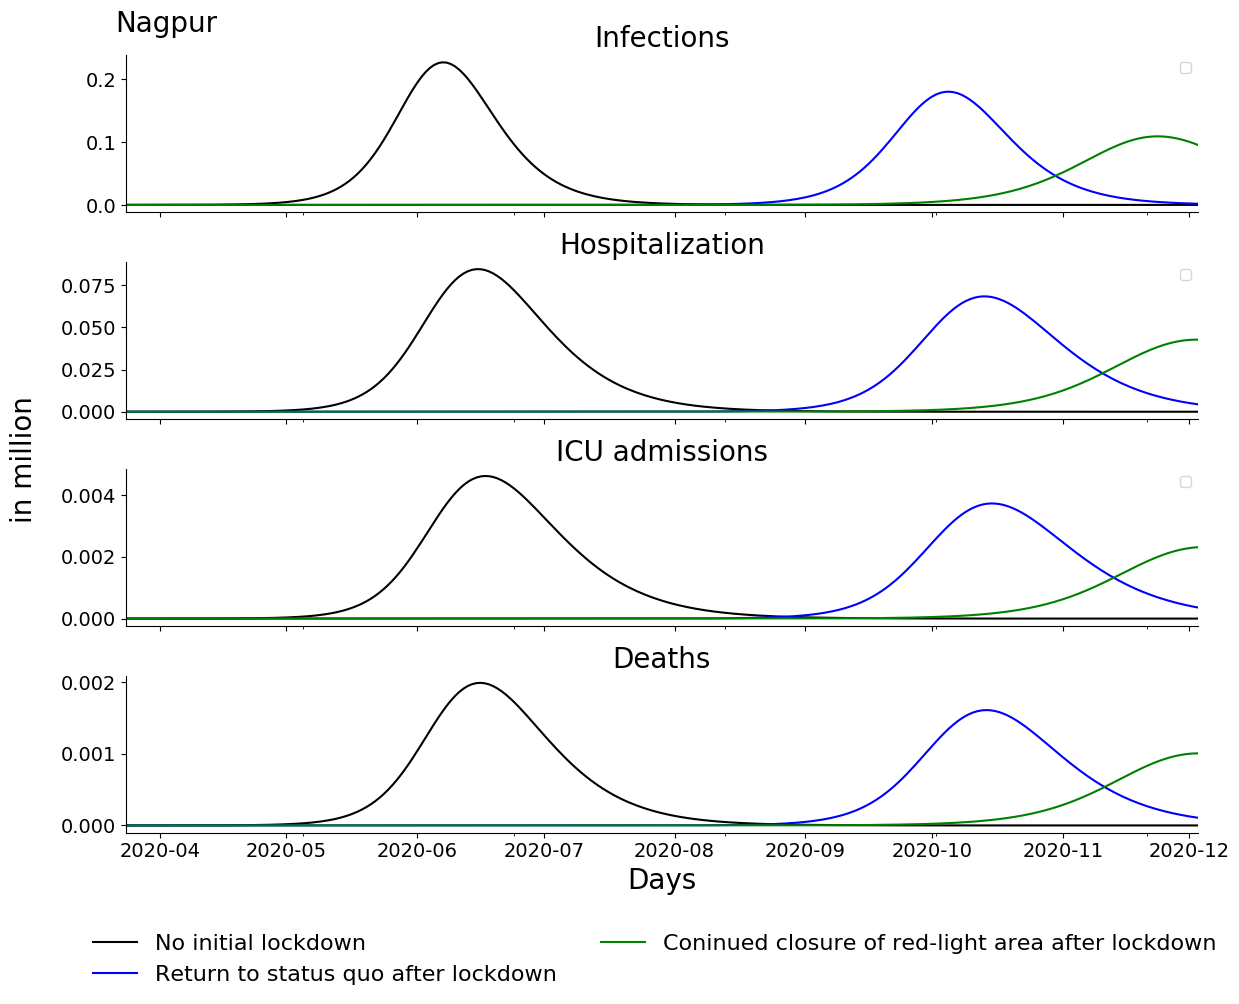 Nagpur
Infections
0.2
0.1
0.0
Hospitalization
0.075
0.050
0.025
0.000
in million
ICU admissions
0.004
0.002
0.000
Deaths
0.002
0.001
0.000
2020-04 2020-05 2020-06 2020-07 2020-08 2020-09 2020-10 2020-11 2020-12
Days
No initial lockdown
Return to status quo after lockdown
Coninued closure of red-light area after lockdown